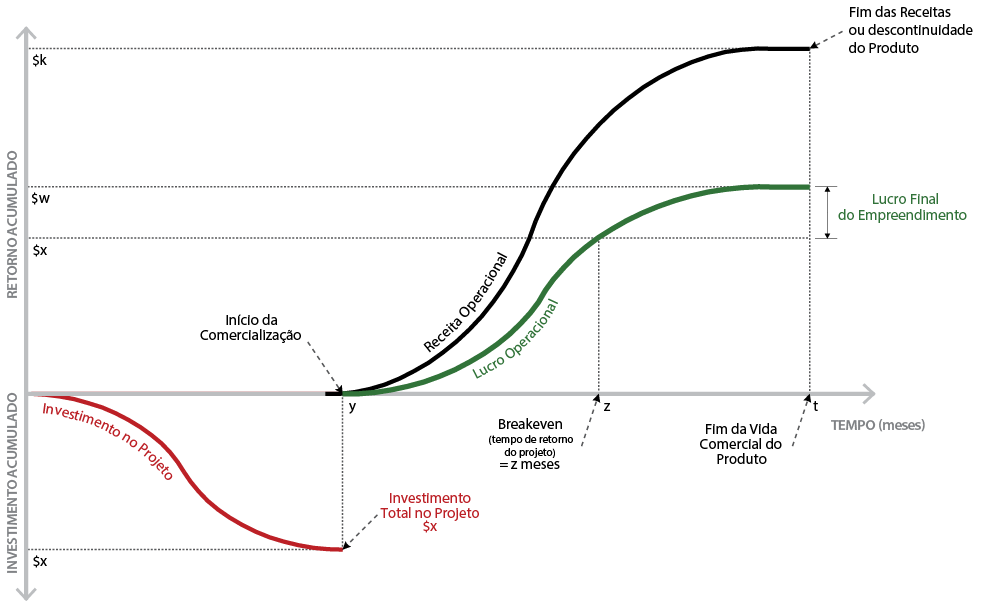 Fim das Receitas
ou descontinuidade
do Produto
$k
RETORNO ACUMULADO
$w
Lucro Final
do Empreendimento
$x
Receita Operacional
Lucro Operacional
Início da
Comercialização
y
z
t
TEMPO (meses)
Investimento no Projeto
Breakeven
(tempo de retorno
do projeto)
= z meses
Fim da Vida
Comercial do
Produto
INVESTIMENTO ACUMULADO
Investimento
Total no Projeto
$x
$x